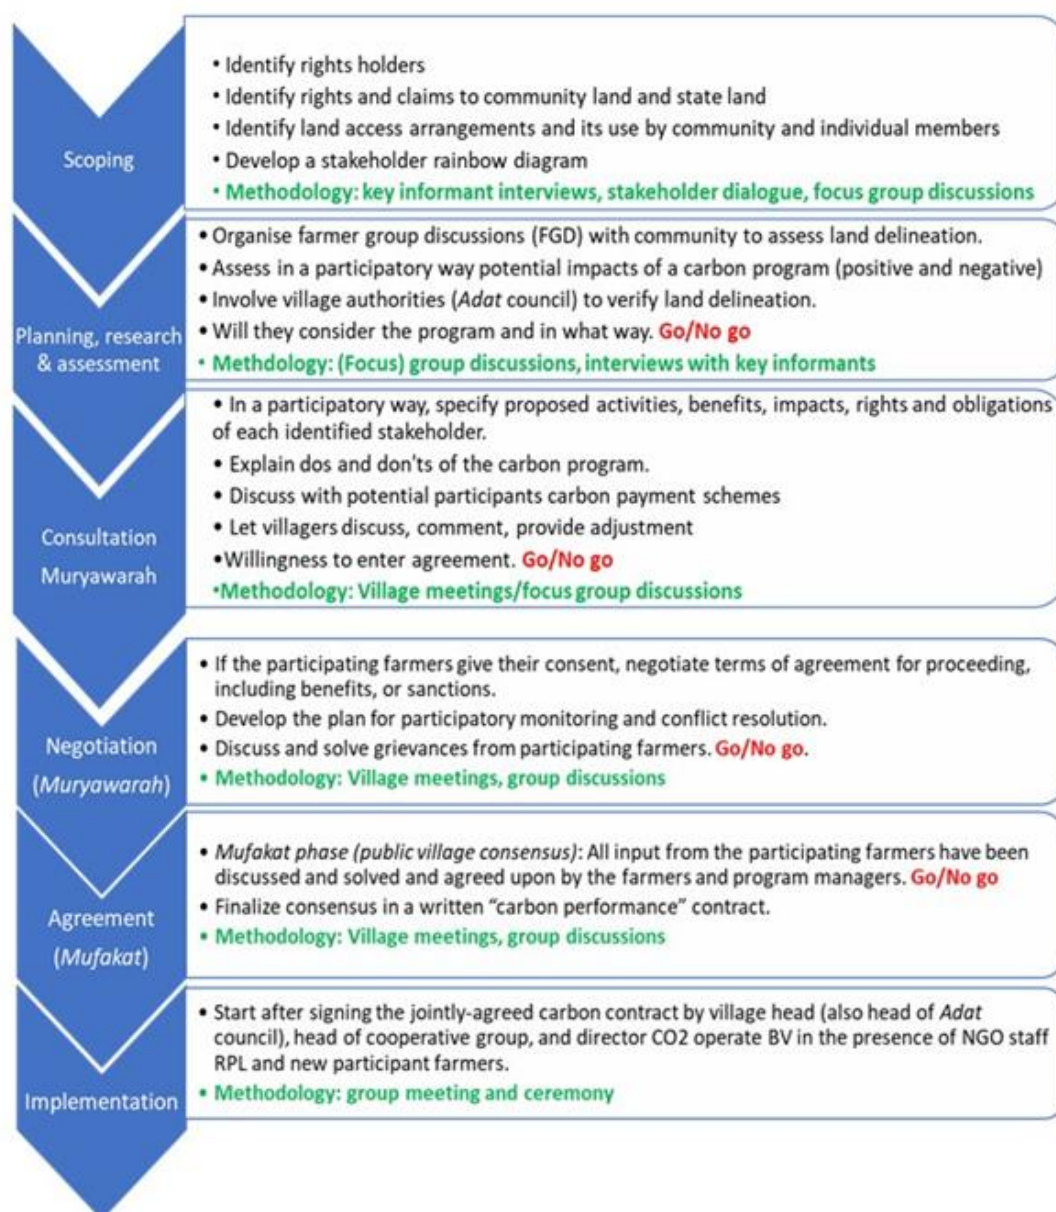 Scoping
• Identify rights holders
• Identify rights and claims to community land and state land
• Identify land access arrangements and its use by community and individual members
• Develop a stakeholder rainbow diagram
• Methodology: key informant interviews, stakeholder dialogue, focus group discussions
Planning, research
& assessment
• Organise farmer group discussions (FGD) with community to assess land delineation.
• Assess in a participatory way potential impacts of a carbon program (positive and negative)
• Involve village authorities (Adat council) to verify land delineation.
• Will they consider the program and in what way. Go/No go
• Methdology: (Focus) group discussions, interviews with key informants
Consultation
Muryawarah
• In a participatory way, specify proposed activities, benefits, impacts, rights and obligations
of each identified stakeholder.
• Explain dos and don'ts of the carbon program.
• Discuss with potential participants carbon payment schemes
• Let villagers discuss, comment, provide adjustment
•Willingness to enter agreement. Go/No go
•Methodology: Village meetings/focus group discussions
Negotiation
(Muryawarah)
• If the participating farmers give their consent, negotiate terms of agreement for proceeding,
including benefits, or sanctions.
• Develop the plan for participatory monitoring and conflict resolution.
• Discuss and solve grievances from participating farmers. Go/No go.
• Methodology: Village meetings, group discussions
Agreement
(Mufakat)
• Mufakat phase (public village consensus): All input from the participating farmers have been
discussed and solved and agreed upon by the farmers and program managers. Go/No go
• Finalize consensus in a written “carbon performance” contract.
• Methodology: Village meetings, group discussions
Implementation
• Start after signing the jointly-agreed carbon contract by village head (also head of Adat
council), head of cooperative group, and director CO2 operate BV in the presence of NGO staff
RPL and new participant farmers.
• Methodology: group meeting and ceremony